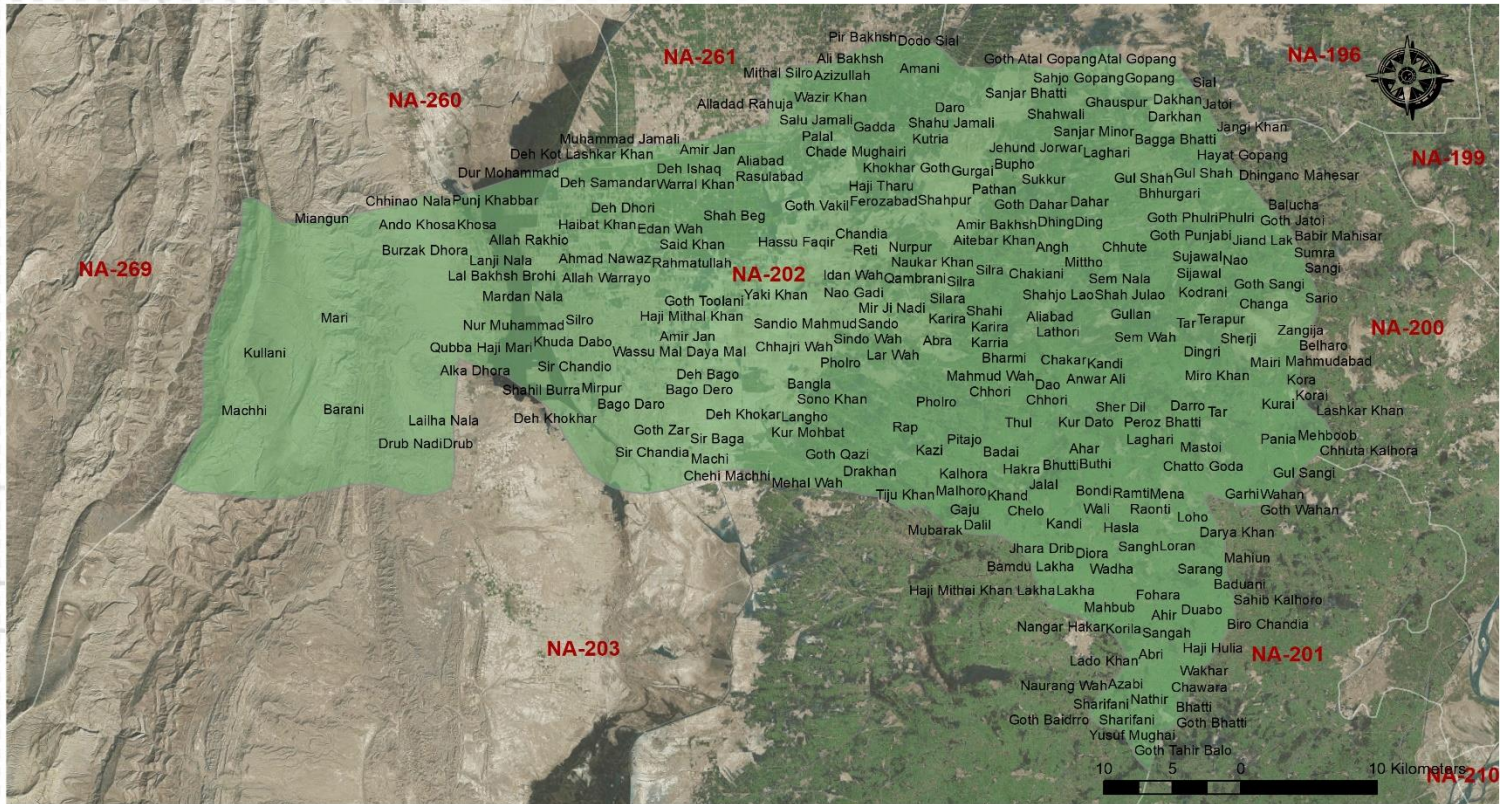 Pir Bakhsh Dodo Sial
NA-261 Ali Bakhsh Goth Atal Gopang Atal Gopang NA-196
Mithal Silro Azizullah Amani Sahjo Gopang Gopang Sial
NA-260 Alladad Rahuja Wazir Khan Daro Sanjar Bhatti Ghauspur Dakhan Jatoi
Salu Jamali Gadda Shahu Jamali Shahwali Darkhan Jangi Khan
Muhammad Jamali Palal Kutria Sanjar Minor Bagga Bhatti
Deh Kot Lashkar Khan Amir Jan Chade Mughairi Jehund Jorwar Laghari Hayat Gopang NA-199
Dur Mohammad Deh Ishaq Aliabad Rasulabad Khokhar Goth Gurgai Bupho Gul Shah Gul Shah Dhingano Mahesar
Deh Samandar Warral Khan Haji Tharu Pathan Sukkur Bhhurgari
Chhinao Nala Punj Khabbar Deh Dhori Goth Vakil Ferozabad Shahpur Goth Dahar Dahar Balucha
Miangun Ando Khosa Khosa Haibat Khan Edan Wah Shah Beg Amir Bakhsh Dhing Ding Goth Phulri Phulri Goth Jatoi
Burzak Dhora Allah Rakhio Said Khan Hassu Faqir Chandia Aitebar Khan Angh Chhute Goth Punjabi Jiand Lak Babir Mahisar
NA-269 Lanji Nala Ahmad Nawaz Rahmatullah Reti Nurpur Naukar Khan Mittho Sujawal Nao Sumra Sangi
Lal Bakhsh Brohi Allah Warrayo NA-202 Idan Wah Qambrani Silra Silra Chakiani Sem Nala Sijawal Goth Sangi
Mardan Nala Goth Toolani Yaki Khan Nao Gadi Silara Shahjo Lao Shah Julao Kodrani Changa Sario
Mari Haji Mithal Khan Mir Ji Nadi Shahi Aliabad Gullan
Nur Muhammad Silro Sandio Mahmud Sando Karira Karira Lathori Tar Terapur Zangija NA-200
Kullani Qubba Haji Mari Khuda Dabo Amir Jan Wassu Mal Daya Mal Chhajri Wah Sindo Wah Abra Karria Sem Wah Sherji Belharo
Alka Dhora Sir Chandio Pholro Lar Wah Bharmi Chakar Kandi Dingri Mairi Mahmudabad
Shahil Burra Mirpur Deh Bago Bago Dero Bangla Mahmud Wah Dao Anwar Ali Miro Khan Kora
Machhi Barani Bago Daro Sono Khan Pholro Chhori Chhori Sher Dil Darro Tar Kurai Korai Lashkar Khan
Lailha Nala Deh Khokhar Deh Khokar Langho Thul Kur Dato Peroz Bhatti
Drub Nadi Drub Goth Zar Sir Baga Kur Mohbat Rap Pitajo Laghari Mastoi Pania Mehboob
Sir Chandia Machi Goth Qazi Kazi Badai Ahar Chhuta Kalhora
Chehi Machhi Mehal Wah Drakhan Kalhora Hakra Bhutti Buthi Chatto Goda Gul Sangi
Tiju Khan Malhoro Khand Jalal Bondi Ramti Mena Garhi Wahan
Gaju Chelo Wali Raonti Loho Goth Wahan
Mubarak Dalil Kandi Hasla Darya Khan
Jhara Drib Diora Sangh Loran Mahiun
Bamdu Lakha Wadha Sarang Baduani
Haji Mithai Khan Lakha Lakha Fohara Sahib Kalhoro
Mahbub Ahir Duabo
Nangar Hakar Korila Sangah Biro Chandia
NA-203 Lado Khan Abri Haji Hulia NA-201
Wakhar
Naurang Wah Azabi Chawara
Sharifani Nathir Bhatti
Goth Baidrro Sharifani Goth Bhatti
Yusuf Mughai
Goth Tahir Balo
10 5 0 10 Kilometers
NA-210